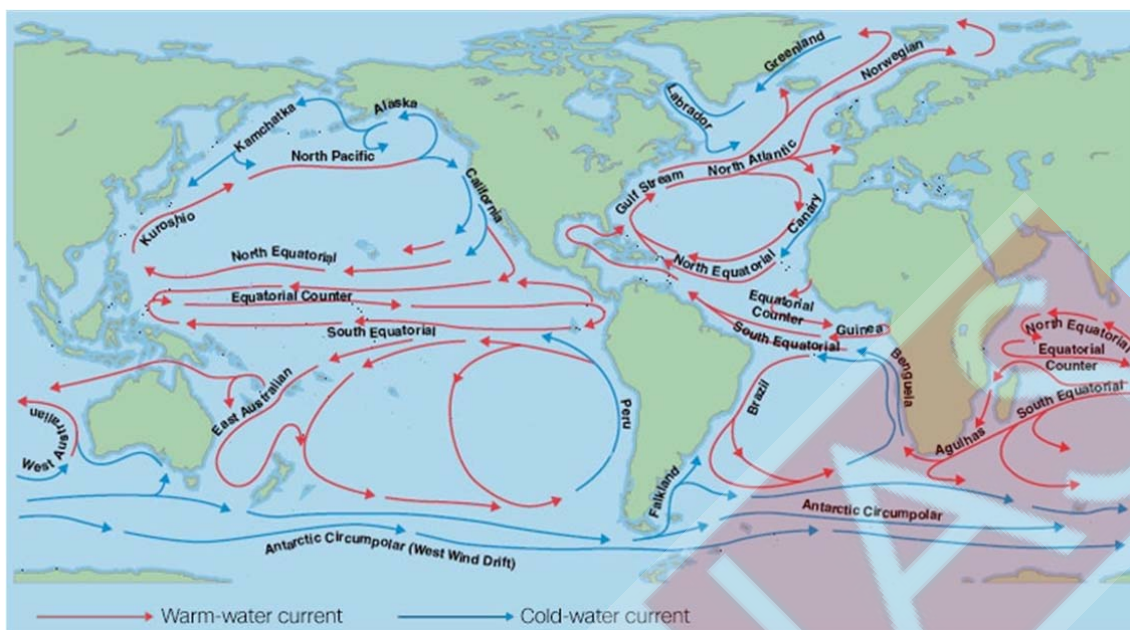 Greenland
Norwegian
Labrador
Alaska
Kamchatka
North Pacific
North Atlantic
Gulf Stream
California
Kuroshio
Canary
North Equatorial
North Equatorial
Equatorial Counter
Equatorial
Counter
Guinea
South Equatorial
South Equatorial
North Equatorial
Equatorial
Counter
South Equatorial
Benguela
Brazil
Peru
East Australian
West Australian
Agulhas
Falkland
Antarctic Circumpolar
Antarctic Circumpolar (West Wind Drift)
Warm-water current
Cold-water current